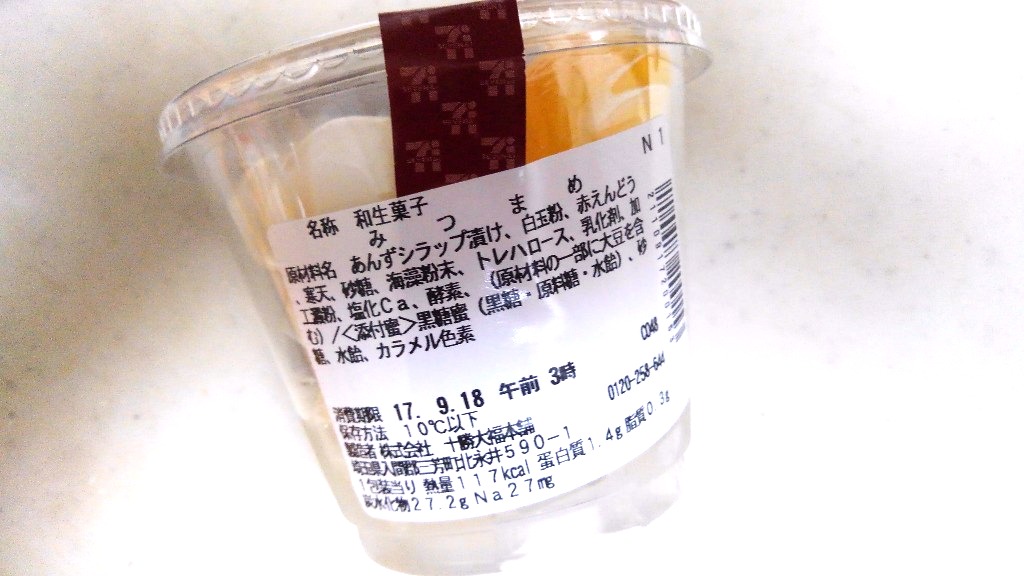 N 1
名称 和生菓子
みつまめ
原材料名 あんずシラップ漬け、白玉粉、赤えんどう
、寒天、砂糖、海藻粉末、トレハロース、乳化剤、加
工澱粉、塩化Ca、酵素、(原材料の一部に大豆を含
む)/<添付蜜>黒糖蜜(黒糖・原料糖・水飴)、砂
糖、水飴、カラメル色素
C048
消費期限 17. 9.18 午前 3時
保存方法 10℃以下
0120-258-644
製造者 株式会社 十勝大福本舗
埼玉県入間郡三芳町北永井590-1
1包装当り 熱量117kcal 蛋白質1.4g 脂質0.3g
炭水化物27.2g Na27mg